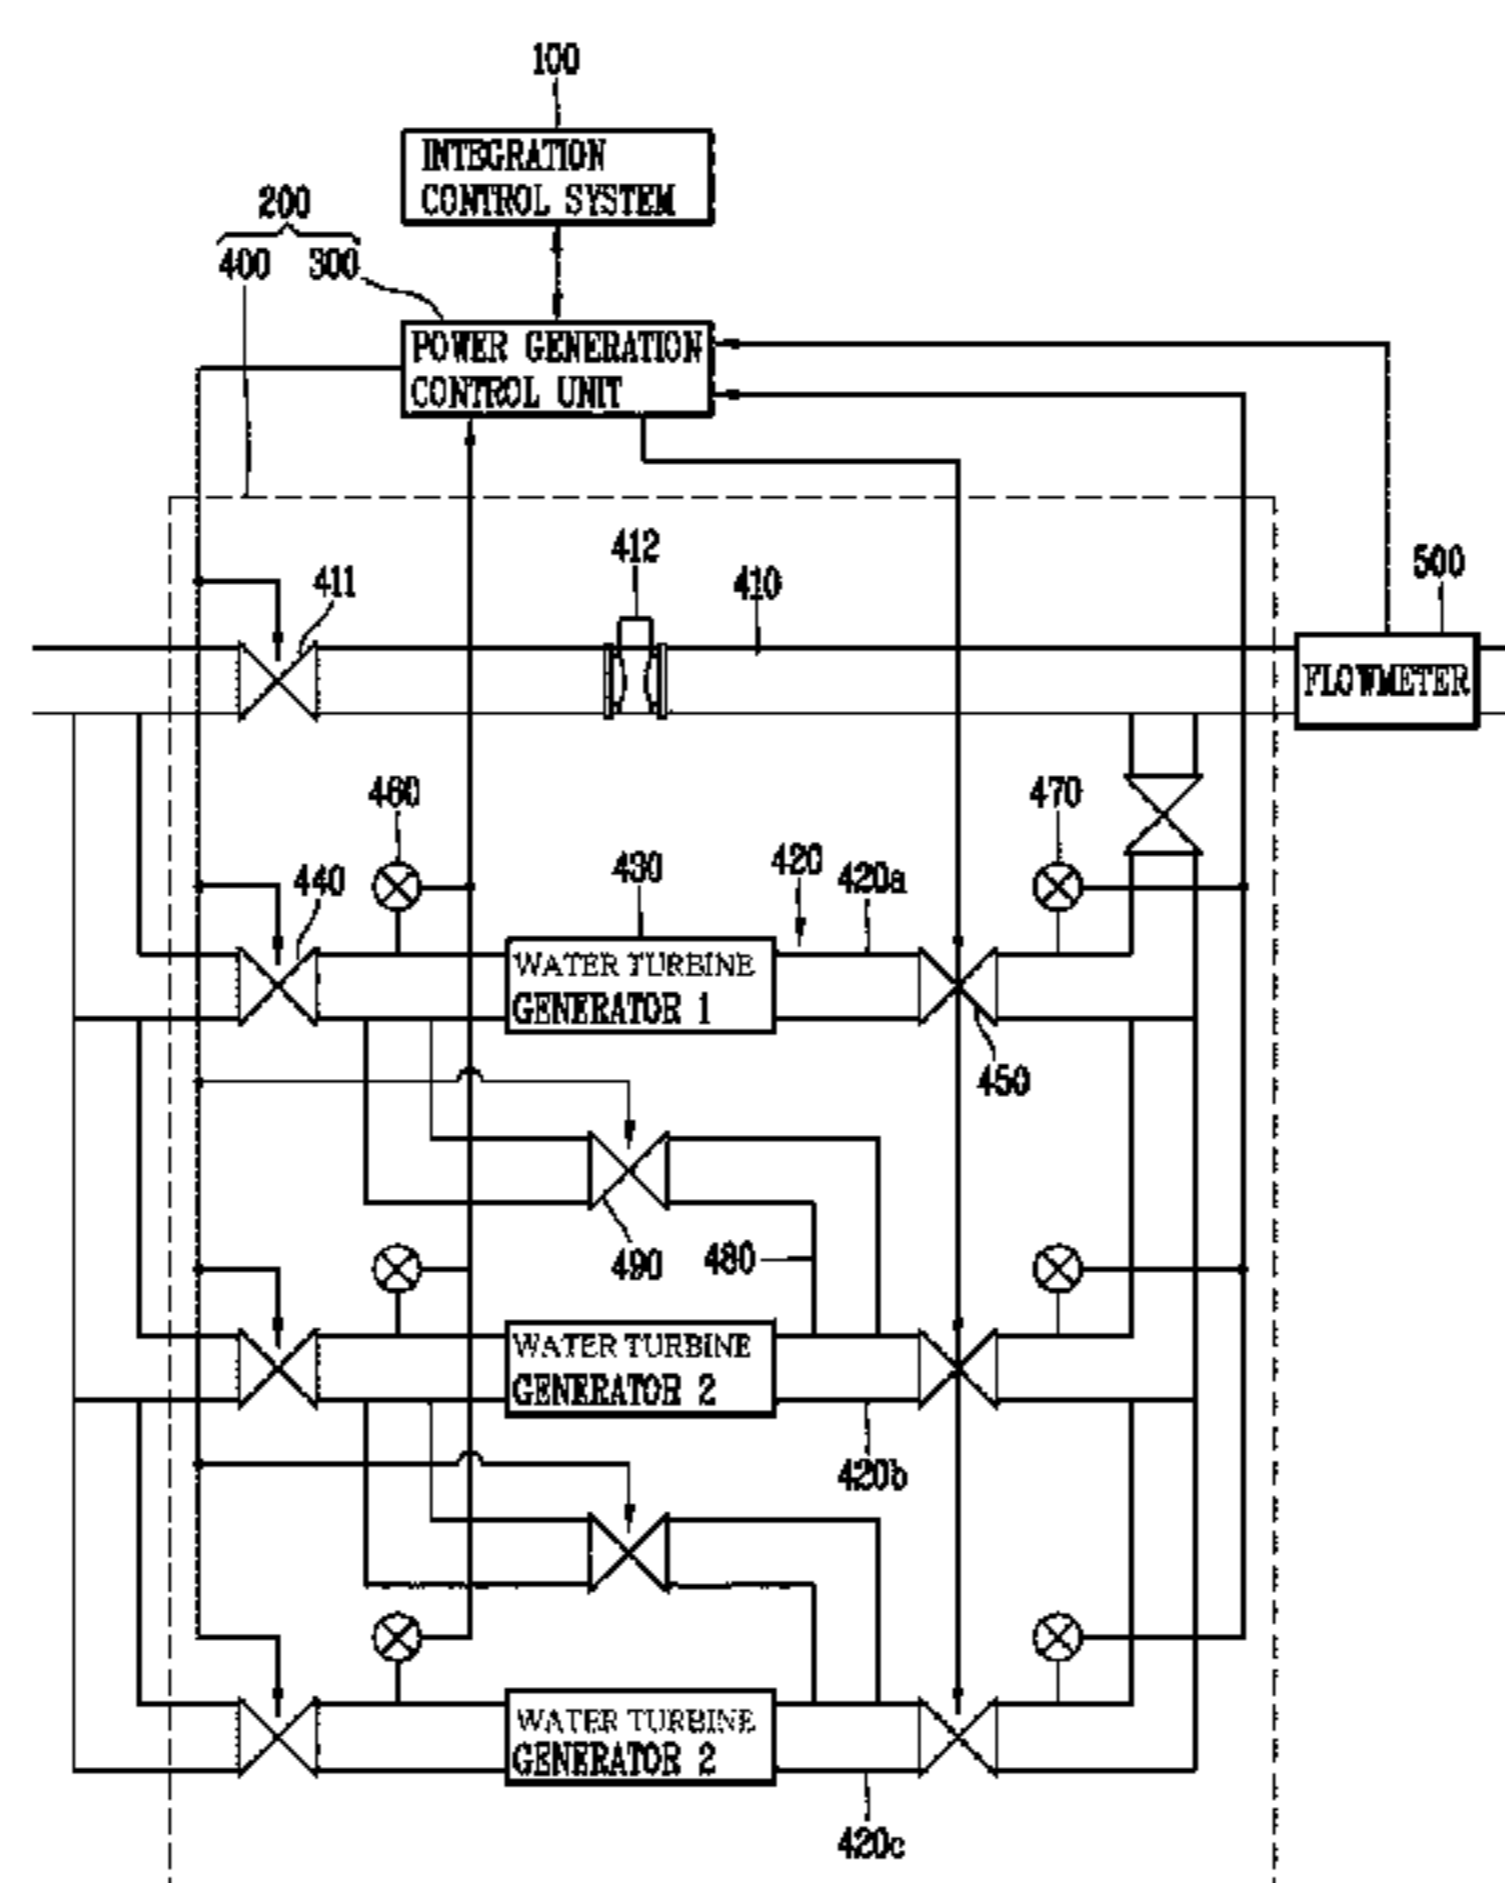 100
INTEGRATION
CONTROL SYSTEM
200
400 300
POWER GENERATION
CONTROL UNIT
412
411
410
500
FLOWMETER
460
470
440
430
420
420a
WATER TURBINE
GENERATOR 1
450
490
480
WATER TURBINE
GENERATOR 2
420b
WATER TURBINE
GENERATOR 2
420c